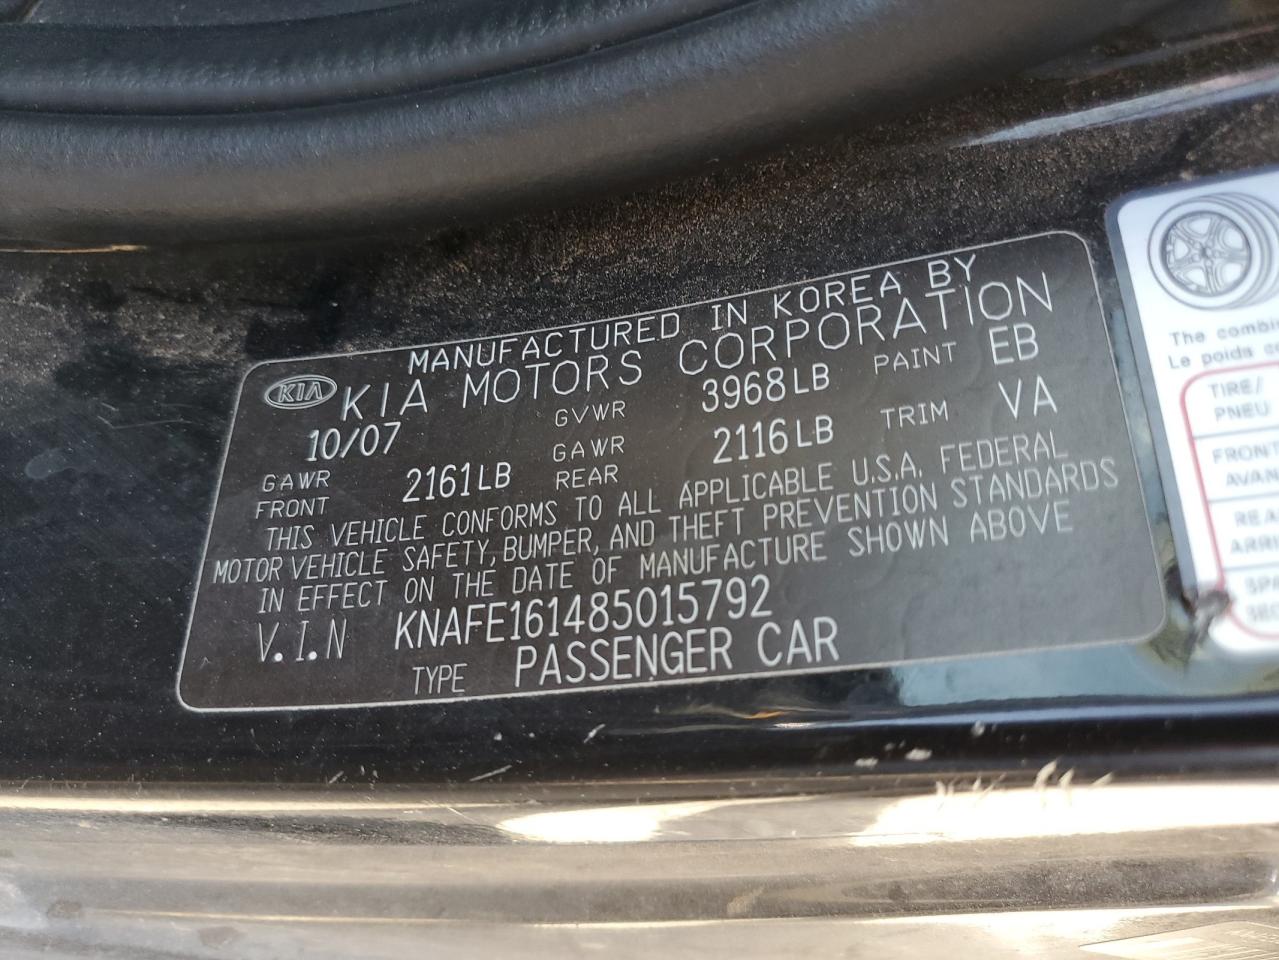 MANUFACTURED IN KOREA BY
KIA KIA MOTORS CORPORATION
10/07 GVWR 3968LB PAINT EB
GAWR FRONT 2161LB GAWR REAR 2116LB TRIM VA
THIS VEHICLE CONFORMS TO ALL APPLICABLE U.S.A. FEDERAL
MOTOR VEHICLE SAFETY, BUMPER, AND THEFT PREVENTION STANDARDS
IN EFFECT ON THE DATE OF MANUFACTURE SHOWN ABOVE
V.I.N KNAFE161485015792
TYPE PASSENGER CAR
The combi
Le poids c
TIRE/
PNEU
FRONT
AVAN
REA
ARRI
SPA